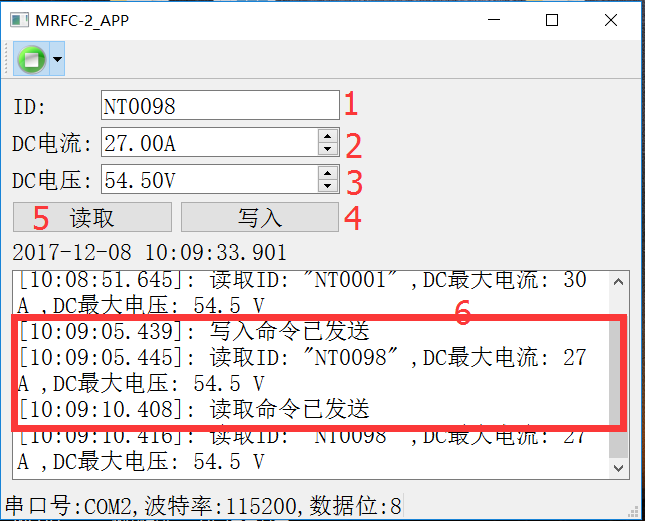 MRFC-2_APP
ID: NT0098 1
DC电流: 27.00A 2
DC电压: 54.50V 3
5 读取 写入 4
2017-12-08 10:09:33.901
[10:08:51.645]: 读取ID: "NT0001" ,DC最大电流: 30
A ,DC最大电压: 54.5 V
6
[10:09:05.439]: 写入命令已发送
[10:09:05.445]: 读取ID: "NT0098" ,DC最大电流: 27
A ,DC最大电压: 54.5 V
[10:09:10.408]: 读取命令已发送
[10:09:10.416]: 读取ID: "NT0098" ,DC最大电流: 27
A ,DC最大电压: 54.5 V
串口号:COM2,波特率:115200,数据位:8